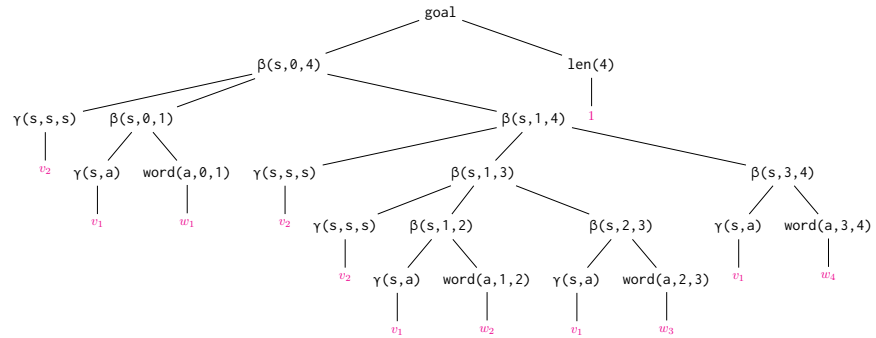 goal
β(s,0,4) len(4)
γ(s,s,s) β(s,0,1) β(s,1,4) 1
v₂ γ(s,a) word(a,0,1) γ(s,s,s) β(s,1,3) β(s,3,4)
v₁ w₁ v₂ γ(s,s,s) β(s,1,2) β(s,2,3) γ(s,a) word(a,3,4)
v₂ γ(s,a) word(a,1,2) γ(s,a) word(a,2,3) v₁ w₄
v₁ w₂ v₁ w₃